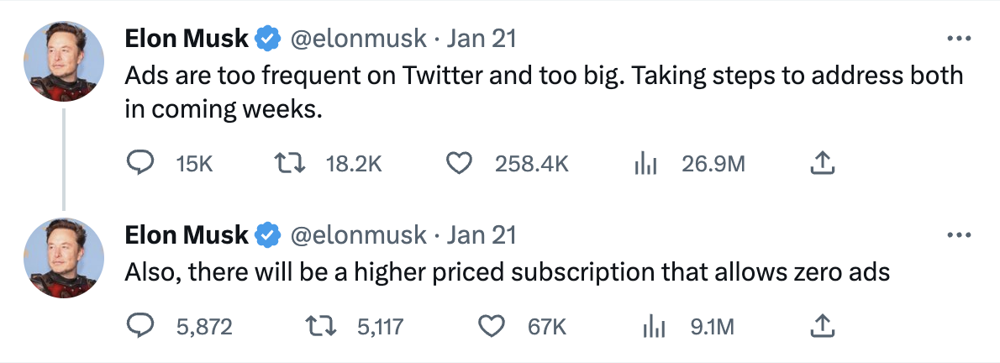 Elon Musk @elonmusk · Jan 21
Ads are too frequent on Twitter and too big. Taking steps to address both
in coming weeks.
15K 18.2K 258.4K 26.9M
Elon Musk @elonmusk · Jan 21
Also, there will be a higher priced subscription that allows zero ads
5,872 5,117 67K 9.1M